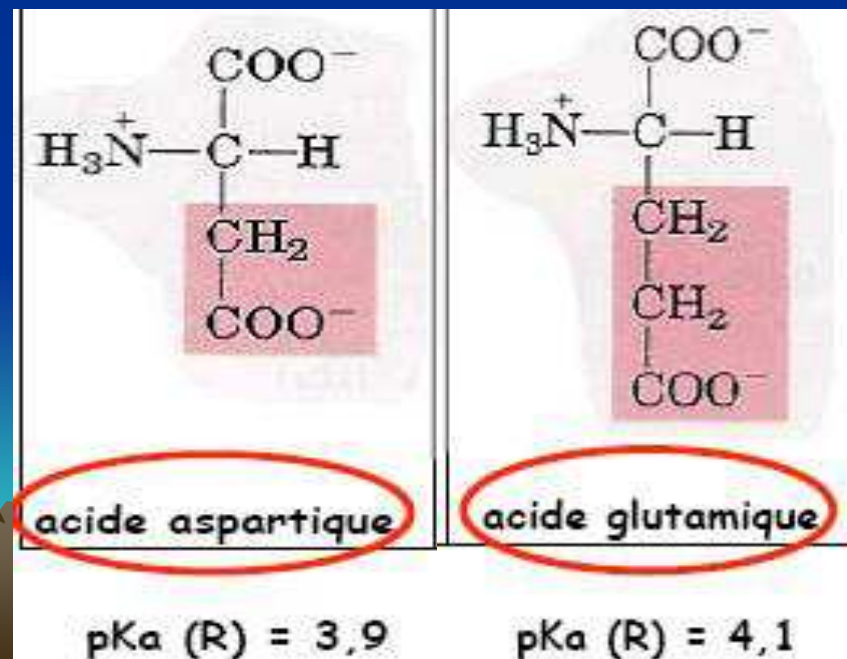 COO⁻
H₃N⁺—C—H
CH₂
COO⁻
acide aspartique
pKa (R) = 3,9
COO⁻
H₃N⁺—C—H
CH₂
CH₂
COO⁻
acide glutamique
pKa (R) = 4,1